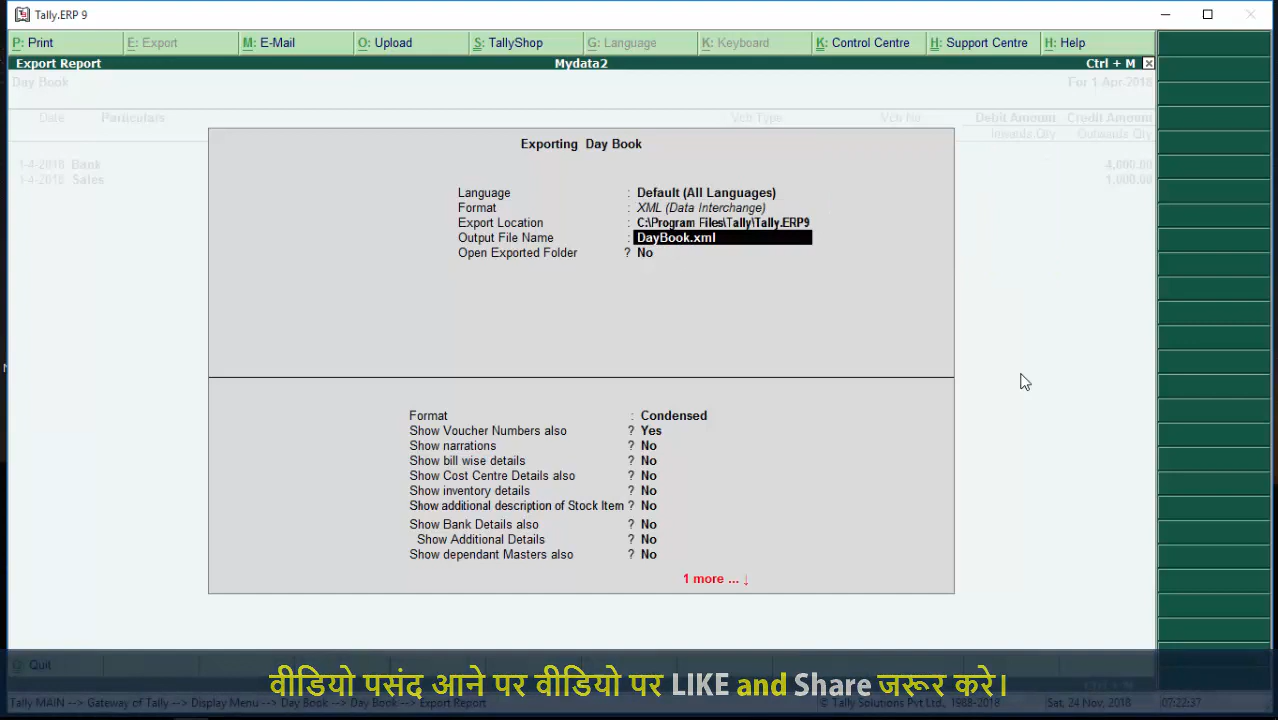 Tally.ERP 9
P: Print E: Export M: E-Mail O: Upload S: TallyShop G: Language K: Keyboard K: Control Centre H: Support Centre H: Help
Export Report Mydata2 Ctrl + M
Day Book For 1-Apr-2018
Date Particulars Vch Type Vch No. Debit Amount Credit Amount
Inwards Qty Outwards Qty
1-4-2018 Bank 4,000.00
1-4-2018 Sales 1,000.00
Exporting Day Book
Language : Default (All Languages)
Format : XML (Data Interchange)
Export Location : C:\Program Files\Tally\Tally.ERP9
Output File Name : DayBook.xml
Open Exported Folder ? No
Format : Condensed
Show Voucher Numbers also ? Yes
Show narrations ? No
Show bill wise details ? No
Show Cost Centre Details also ? No
Show inventory details ? No
Show additional description of Stock Item ? No
Show Bank Details also ? No
Show Additional Details ? No
Show dependant Masters also ? No
1 more ... ↓
Q: Quit
वीडियो पसंद आने पर वीडियो पर LIKE and Share जरूर करे।
Tally MAIN --> Gateway of Tally --> Display Menu --> Day Book --> Day Book --> Export Report © Tally Solutions Pvt Ltd., 1988-2018 Sat, 24 Nov, 2018 07:22:37